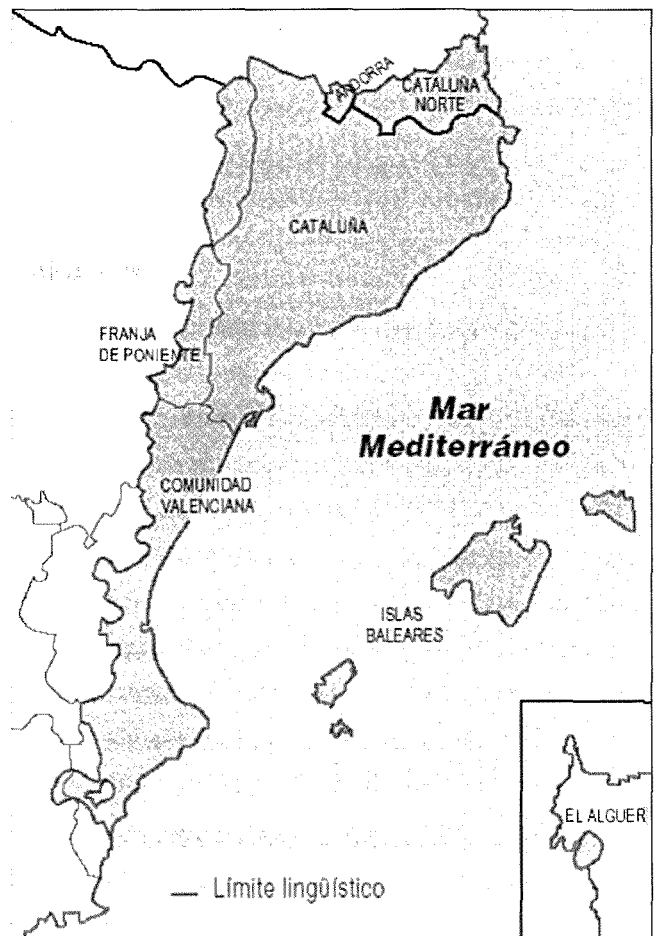 ANDORRA
CATALUÑA
NORTE
CATALUÑA
FRANJA
DE PONIENTE
Mar
Mediterráneo
COMUNIDAD
VALENCIANA
ISLAS
BALEARES
EL ALGUER
Límite lingüístico